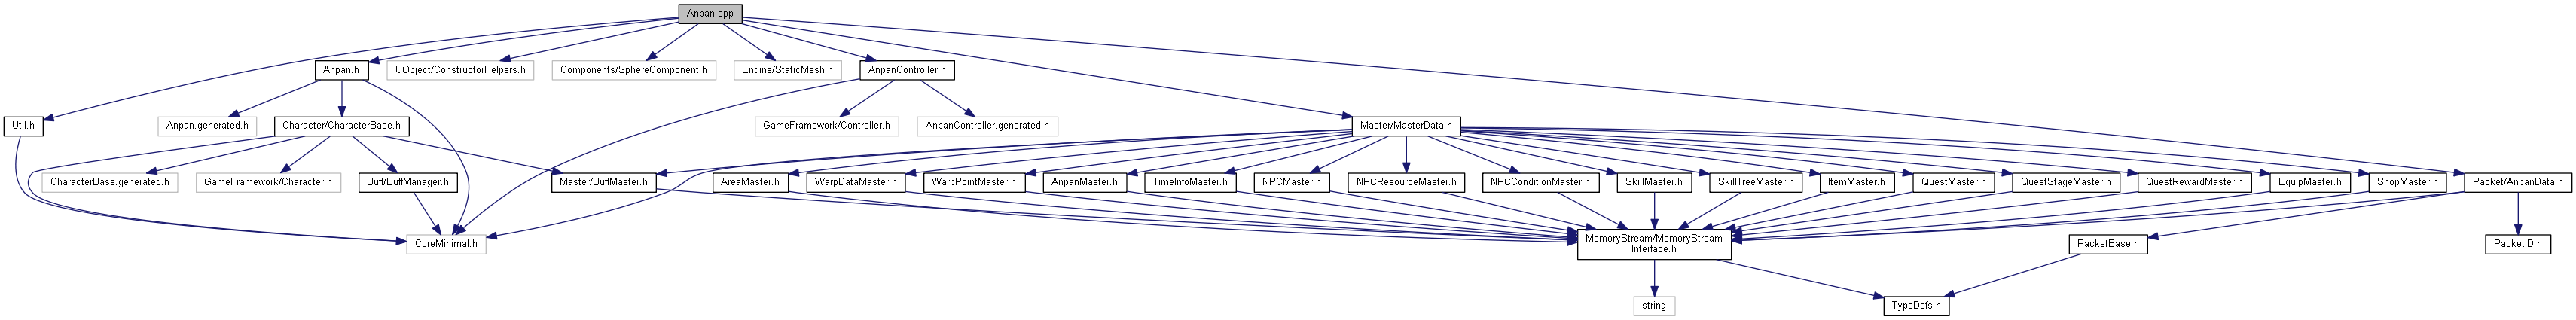 Anpan.cpp
Anpan.h
UObject/ConstructorHelpers.h
Components/SphereComponent.h
Engine/StaticMesh.h
AnpanController.h
Util.h
Anpan.generated.h
Character/CharacterBase.h
GameFramework/Controller.h
AnpanController.generated.h
Master/MasterData.h
CharacterBase.generated.h
GameFramework/Character.h
Buff/BuffManager.h
Master/BuffMaster.h
AreaMaster.h
WarpDataMaster.h
WarpPointMaster.h
AnpanMaster.h
TimeInfoMaster.h
NPCMaster.h
NPCResourceMaster.h
NPCConditionMaster.h
SkillMaster.h
SkillTreeMaster.h
ItemMaster.h
QuestMaster.h
QuestStageMaster.h
QuestRewardMaster.h
EquipMaster.h
ShopMaster.h
Packet/AnpanData.h
CoreMinimal.h
MemoryStream/MemoryStream
Interface.h
PacketBase.h
PacketID.h
string
TypeDefs.h